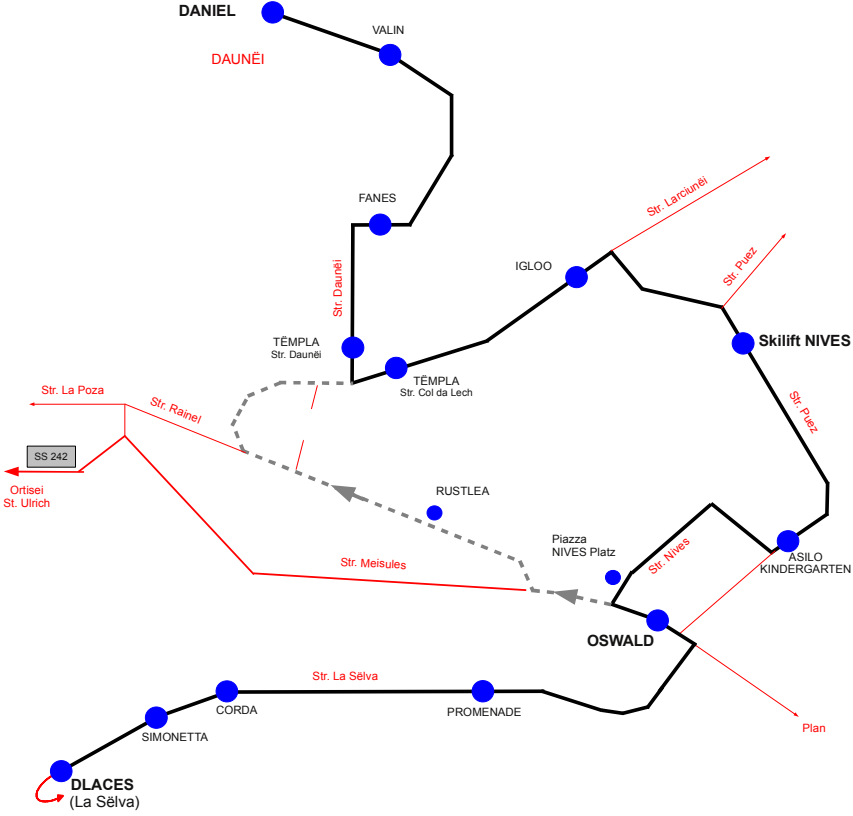 DANIEL
VALIN
DAUNËI
FANES
Str. Larciunëi
Str. Puez
IGLOO
Str. Daunëi
TËMPLA
Str. Daunëi
Skilift NIVES
TËMPLA
Str. Col da Lech
Str. La Poza
Str. Rainel
Str. Puez
SS 242
Ortisei
St. Ulrich
RUSTLEA
Piazza
NIVES Platz
Str. Nives
ASILO
KINDERGARTEN
Str. Meisules
OSWALD
Str. La Sëlva
CORDA
PROMENADE
SIMONETTA
Plan
DLACES
(La Sëlva)